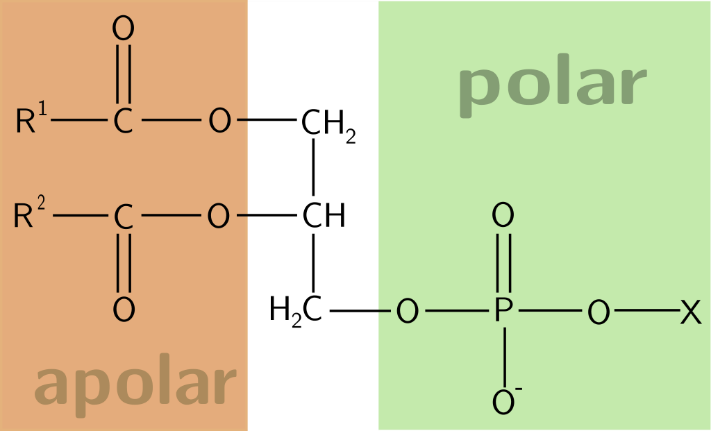 O
polar
R¹ C O CH₂
O
R² C O CH
H₂C O P O X
O
apolar
O⁻